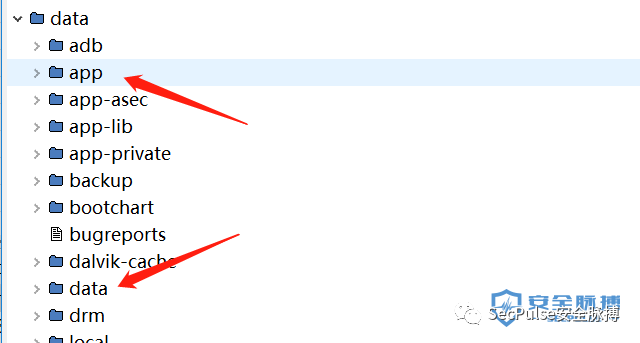 data
adb
app
app-asec
app-lib
app-private
backup
bootchart
bugreports
dalvik-cache
data
安全脉搏
drm
SecPulse安全脉搏
local